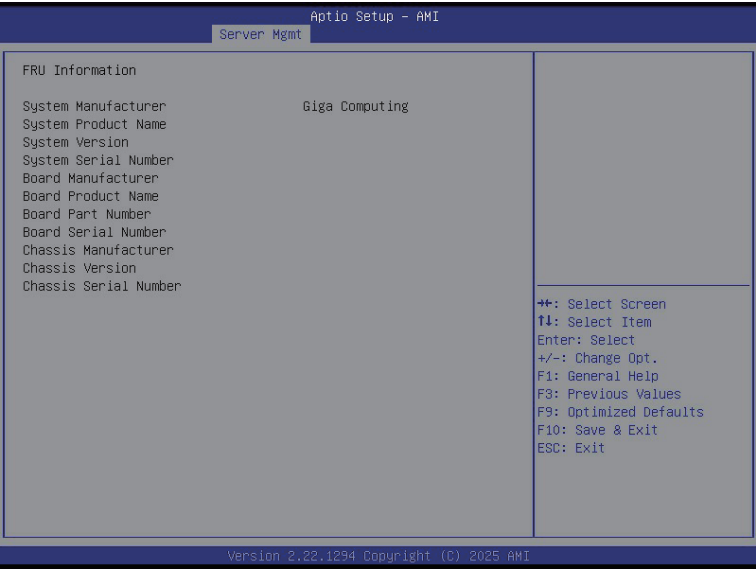 Aptio Setup – AMI
Server Mgmt
FRU Information
System Manufacturer Giga Computing
System Product Name
System Version
System Serial Number
Board Manufacturer
Board Product Name
Board Part Number
Board Serial Number
Chassis Manufacturer
Chassis Version
Chassis Serial Number
→←: Select Screen
↑↓: Select Item
Enter: Select
+/-: Change Opt.
F1: General Help
F3: Previous Values
F9: Optimized Defaults
F10: Save & Exit
ESC: Exit
Version 2.22.1294 Copyright (C) 2025 AMI